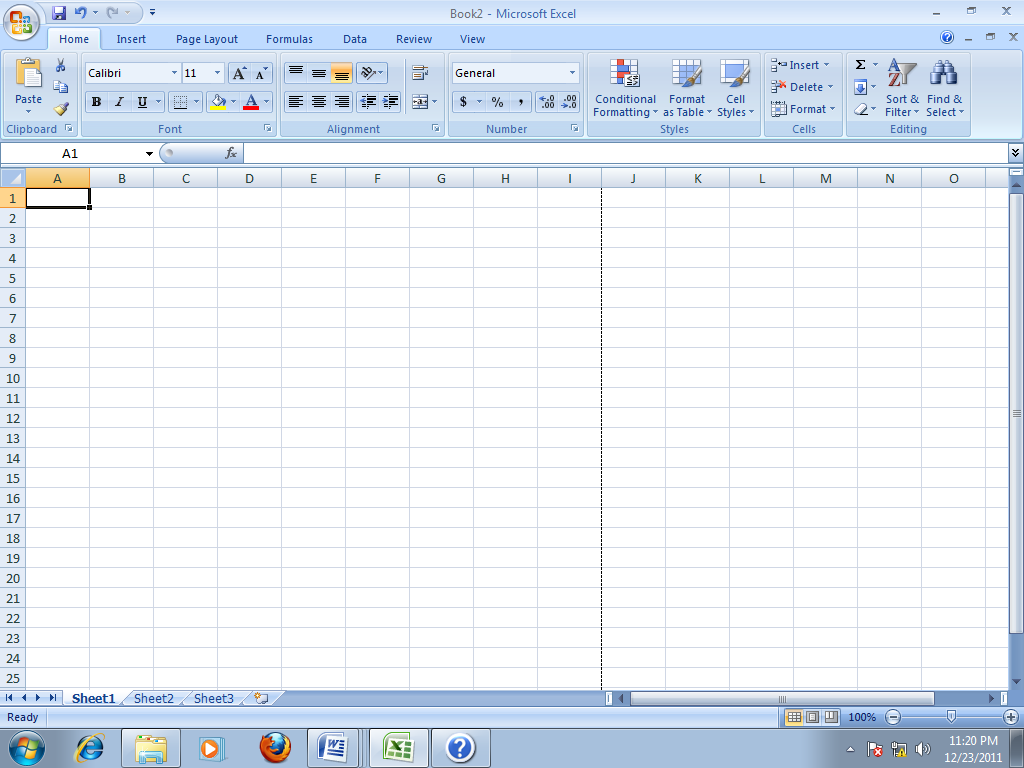 Book2 - Microsoft Excel
Home Insert Page Layout Formulas Data Review View
Calibri 11 A A General Insert Σ
Paste B I U A $ % , .00 .00 Conditional Formatting Format as Table Cell Styles Delete Format Sort & Filter Find & Select
Clipboard Font Alignment Number Styles Cells Editing
A1 fx
A B C D E F G H I J K L M N O
1
2
3
4
5
6
7
8
9
10
11
12
13
14
15
16
17
18
19
20
21
22
23
24
25
Sheet1 Sheet2 Sheet3
Ready 100%
11:20 PM
12/23/2011